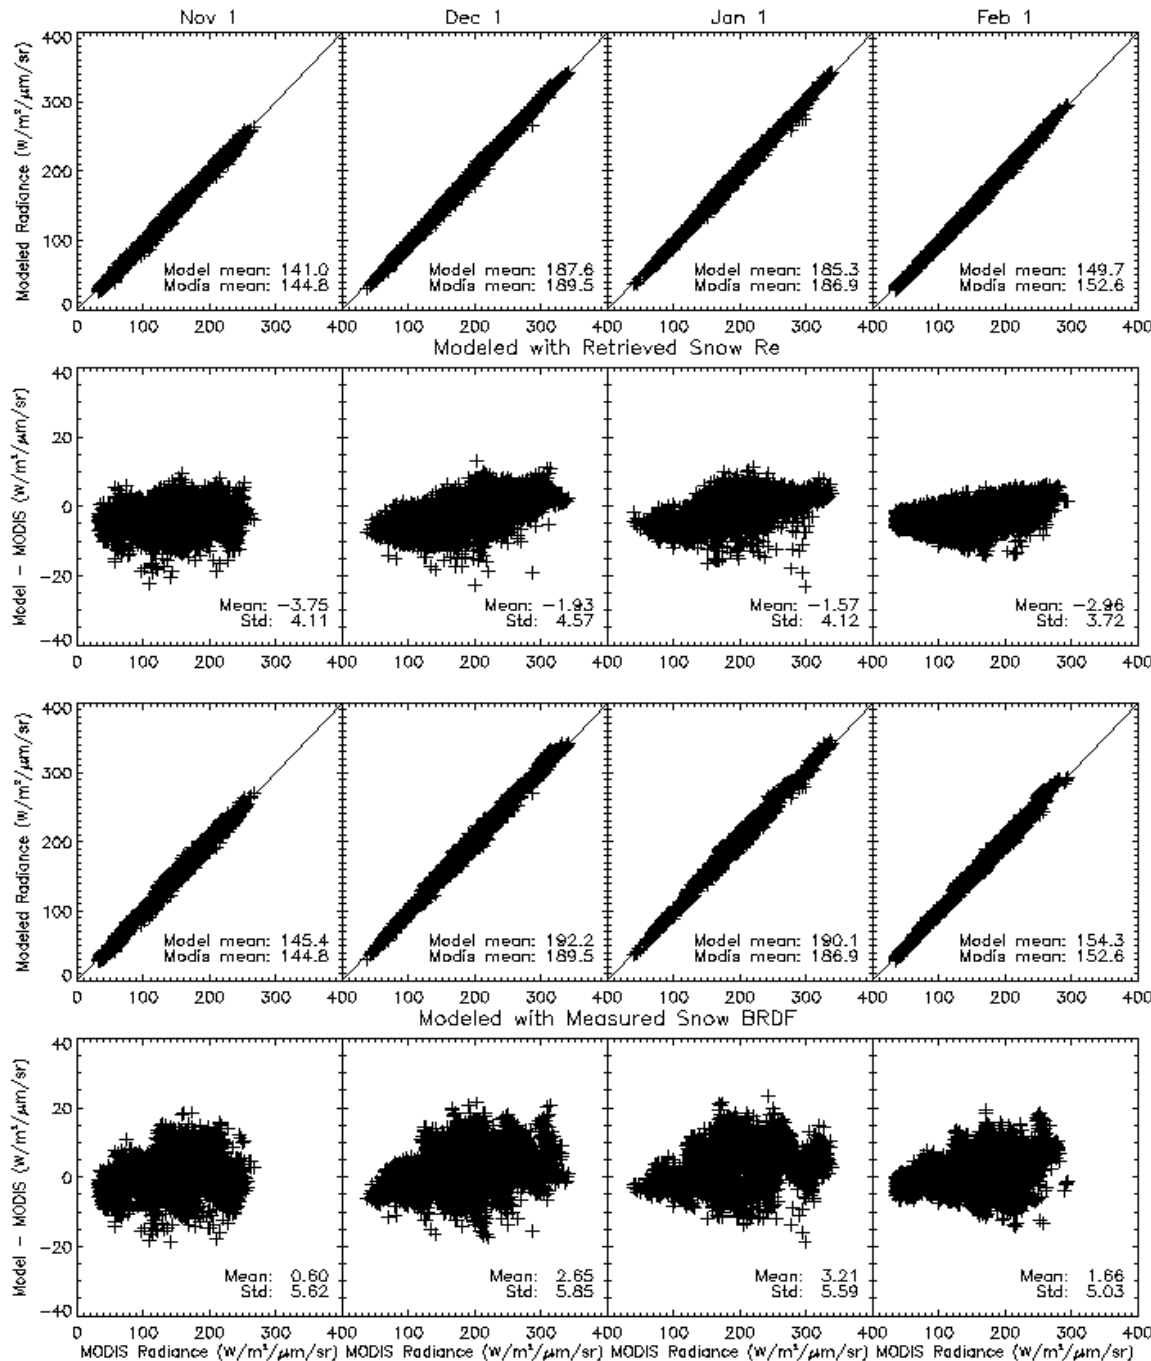 Nov 1 Dec 1 Jan 1 Feb 1
400
300
200
100
0
Modeled Radiance (W/m²/μm/sr)
Model mean: 141.0 Model mean: 187.6 Model mean: 185.3 Model mean: 149.7
Modis mean: 144.8 Modis mean: 189.5 Modis mean: 186.9 Modis mean: 152.6
0 100 200 300 400 100 200 300 400 100 200 300 400 100 200 300 400
Modeled with Retrieved Snow Re
40
20
0
-20
-40
Model - MODIS (W/m²/μm/sr)
Mean: -3.75 Mean: -1.93 Mean: -1.57 Mean: -2.96
Std: 4.11 Std: 4.57 Std: 4.12 Std: 3.72
0 100 200 300 400 100 200 300 400 100 200 300 400 100 200 300 400
400
300
200
100
0
Modeled Radiance (W/m²/μm/sr)
Model mean: 145.4 Model mean: 192.2 Model mean: 190.1 Model mean: 154.3
Modis mean: 144.8 Modis mean: 189.5 Modis mean: 186.9 Modis mean: 152.6
0 100 200 300 400 100 200 300 400 100 200 300 400 100 200 300 400
Modeled with Measured Snow BRDF
40
20
0
-20
-40
Model - MODIS (W/m²/μm/sr)
Mean: 0.60 Mean: 2.65 Mean: 3.21 Mean: 1.66
Std: 5.62 Std: 5.85 Std: 5.59 Std: 5.03
0 100 200 300 400 100 200 300 400 100 200 300 400 100 200 300 400
MODIS Radiance (W/m²/μm/sr) MODIS Radiance (W/m²/μm/sr) MODIS Radiance (W/m²/μm/sr) MODIS Radiance (W/m²/μm/sr)